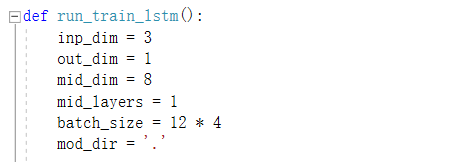 def run_train_lstm():
    inp_dim = 3
    out_dim = 1
    mid_dim = 8
    mid_layers = 1
    batch_size = 12 * 4
    mod_dir = '.'